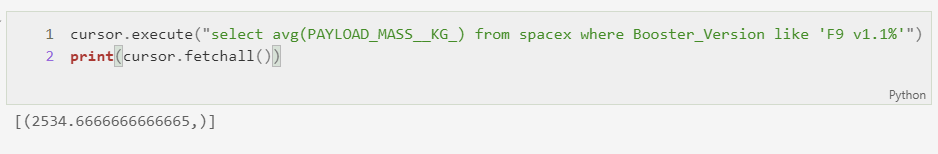 1 cursor.execute("select avg(PAYLOAD_MASS__KG_) from spacex where Booster_Version like 'F9 v1.1%'")
2 print(cursor.fetchall())
Python
[(2534.6666666666665,)]